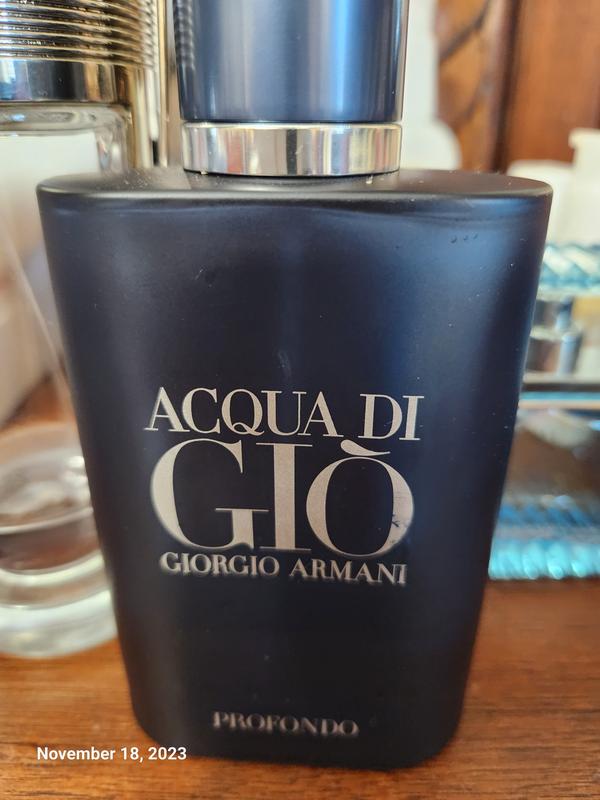 ACQUA DI
GIÒ
GIORGIO ARMANI
PROFONDO
November 18, 2023